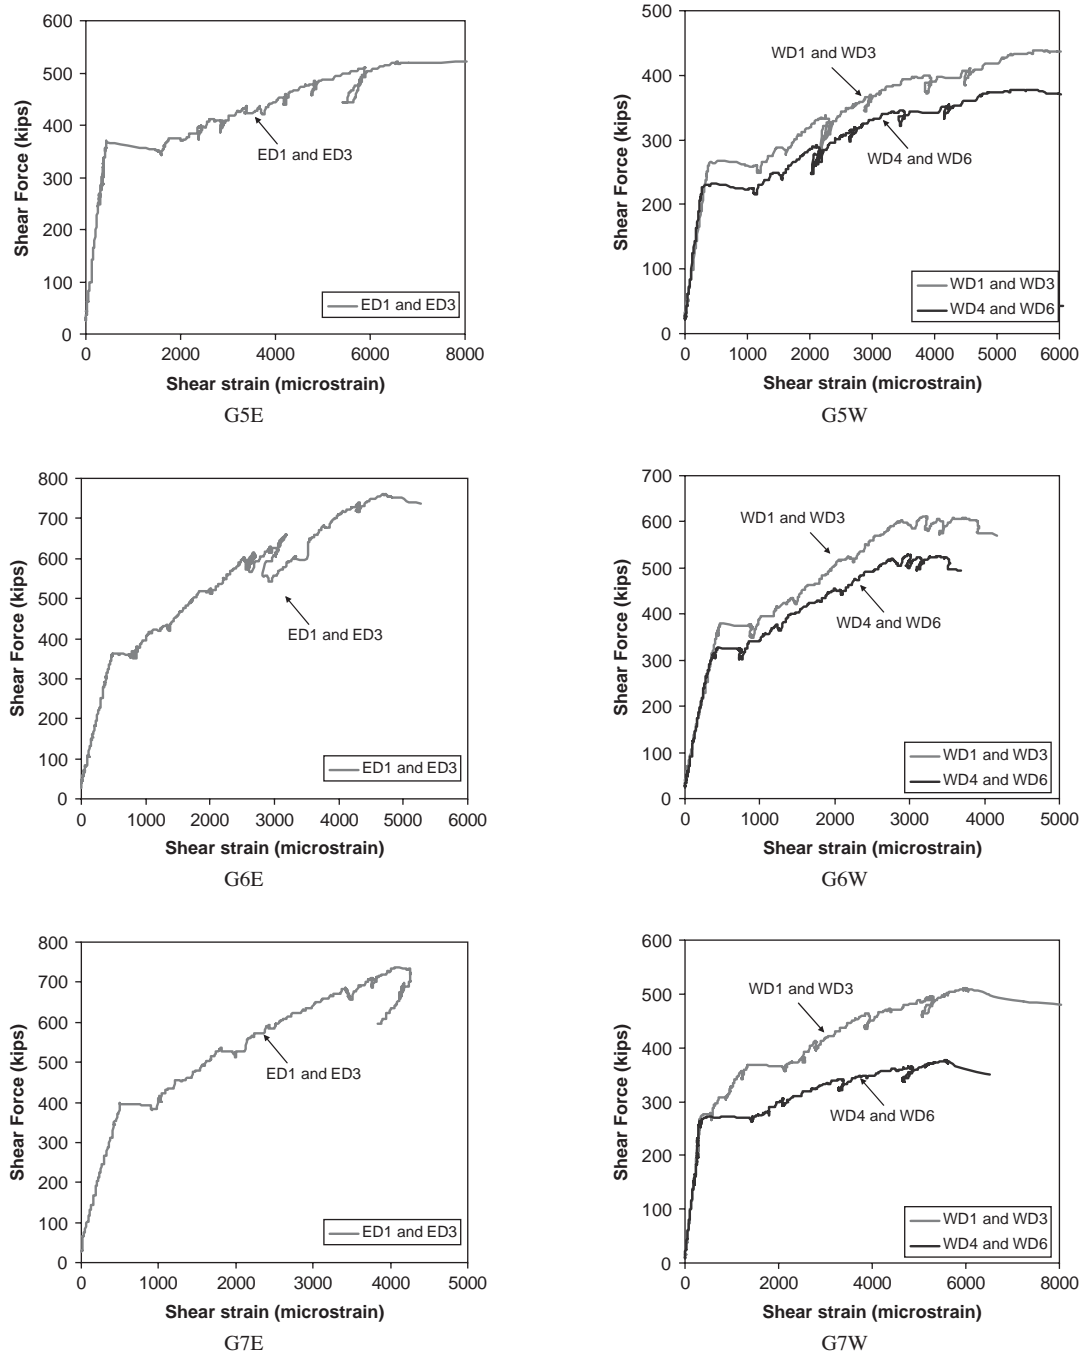 600
500
400
300
200
100
0
Shear Force (kips)
ED1 and ED3
ED1 and ED3
0 2000 4000 6000 8000
Shear strain (microstrain)
G5E
500
400
300
200
100
0
Shear Force (kips)
WD1 and WD3
WD4 and WD6
WD1 and WD3
WD4 and WD6
0 1000 2000 3000 4000 5000 6000
Shear strain (microstrain)
G5W
800
700
600
500
400
300
200
100
0
Shear Force (kips)
ED1 and ED3
ED1 and ED3
0 1000 2000 3000 4000 5000 6000
Shear strain (microstrain)
G6E
700
600
500
400
300
200
100
0
Shear Force (kips)
WD1 and WD3
WD4 and WD6
WD1 and WD3
WD4 and WD6
0 1000 2000 3000 4000 5000
Shear strain (microstrain)
G6W
800
700
600
500
400
300
200
100
0
Shear Force (kips)
ED1 and ED3
ED1 and ED3
0 1000 2000 3000 4000 5000
Shear strain (microstrain)
G7E
600
500
400
300
200
100
0
Shear Force (kips)
WD1 and WD3
WD4 and WD6
WD1 and WD3
WD4 and WD6
0 2000 4000 6000 8000
Shear strain (microstrain)
G7W